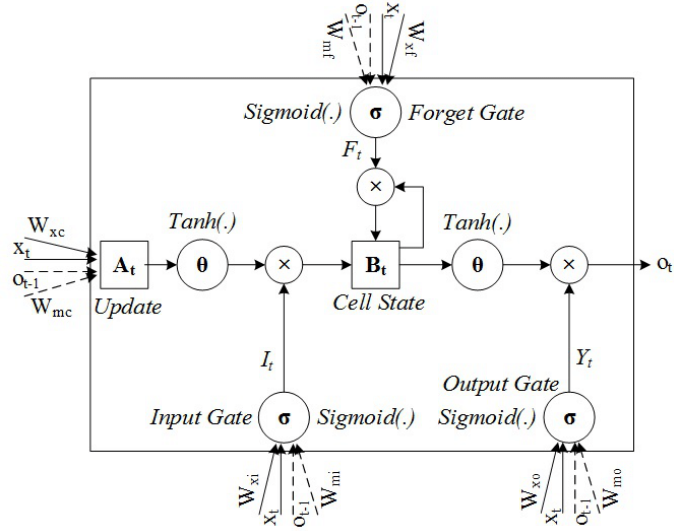 W_mf
o_t-1
x_t
W_xf
Sigmoid(.)
σ
Forget Gate
F_t
×
W_xc
x_t
o_t-1
W_mc
A_t
Update
Tanh(.)
θ
×
B_t
Cell State
Tanh(.)
θ
×
o_t
I_t
Y_t
Input Gate
σ
Sigmoid(.)
Output Gate
Sigmoid(.)
σ
W_xi
x_t
o_t-1
W_mi
W_xo
x_t
o_t-1
W_mo